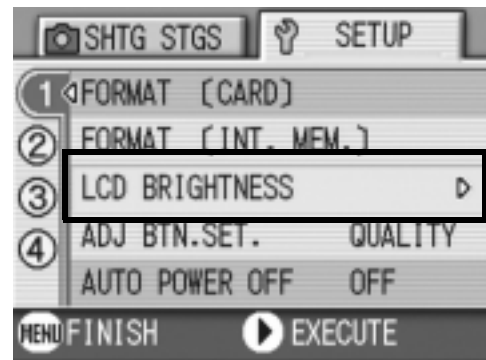 SHTG STGS SETUP
1 FORMAT [CARD]
2 FORMAT [INT. MEM.]
3 LCD BRIGHTNESS
4 ADJ BTN.SET. QUALITY
AUTO POWER OFF OFF
MENU FINISH EXECUTE